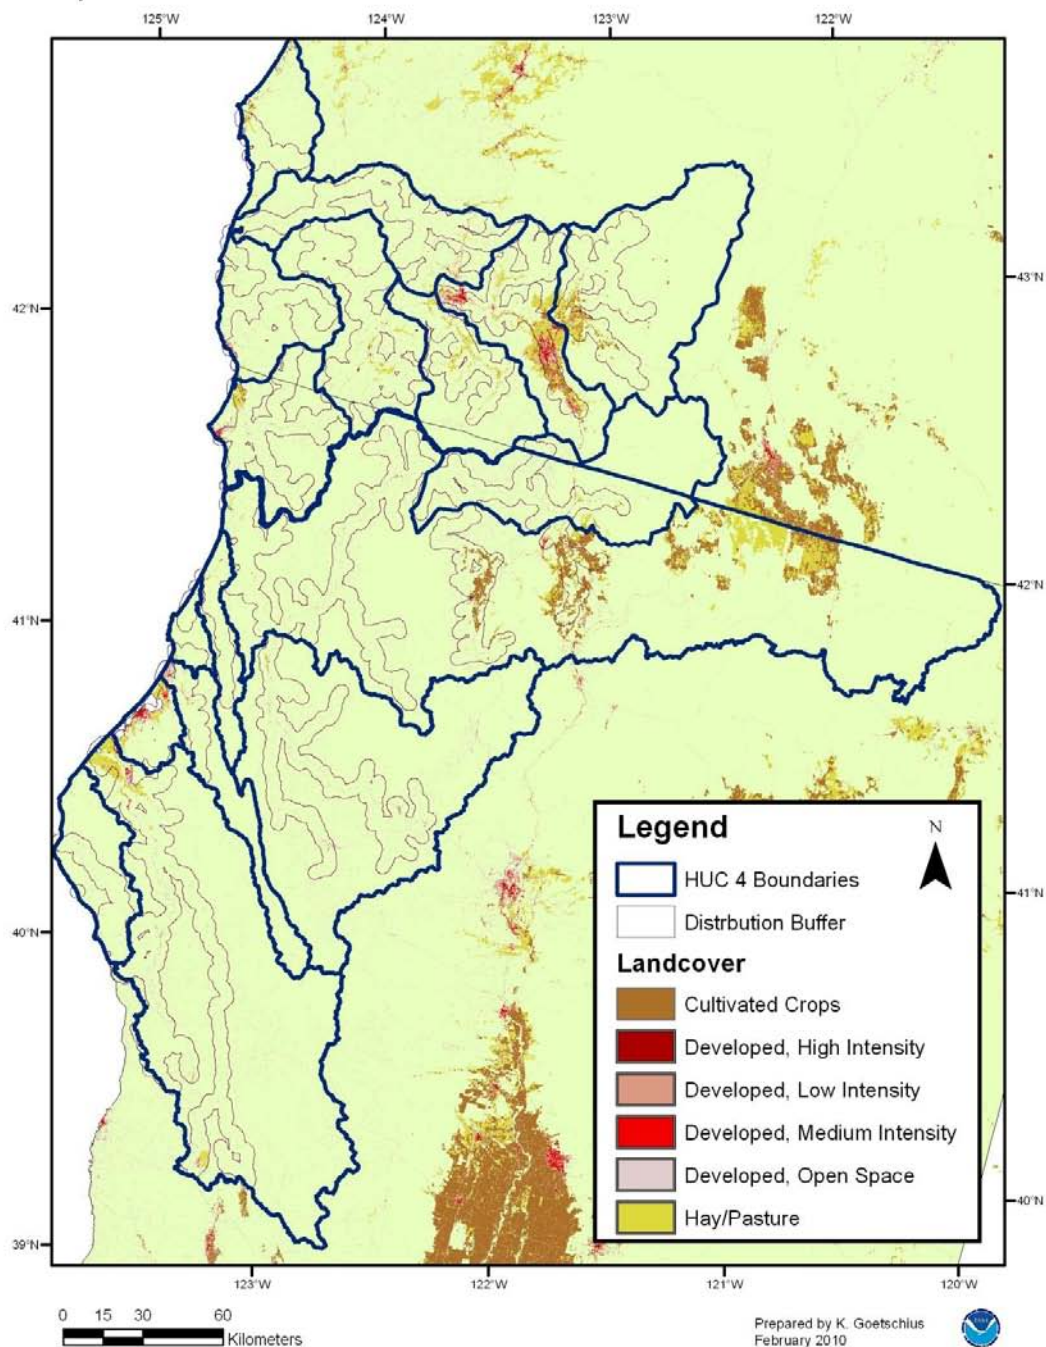 125°W 124°W 123°W 122°W
43°N
42°N
42°N
41°N
Legend
N
HUC 4 Boundaries
41°N
Distrbution Buffer
40°N
Landcover
Cultivated Crops
Developed, High Intensity
Developed, Low Intensity
Developed, Medium Intensity
Developed, Open Space
40°N
Hay/Pasture
39°N
123°W 122°W 121°W 120°W
0 15 30 60
Kilometers
Prepared by K. Goetschius
February 2010